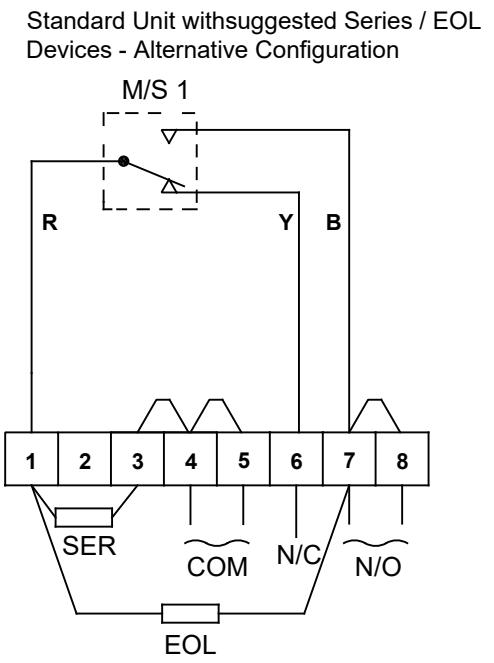 Standard Unit withsuggested Series / EOL
Devices - Alternative Configuration
M/S 1
R Y B
1 2 3 4 5 6 7 8
SER COM N/C N/O
EOL